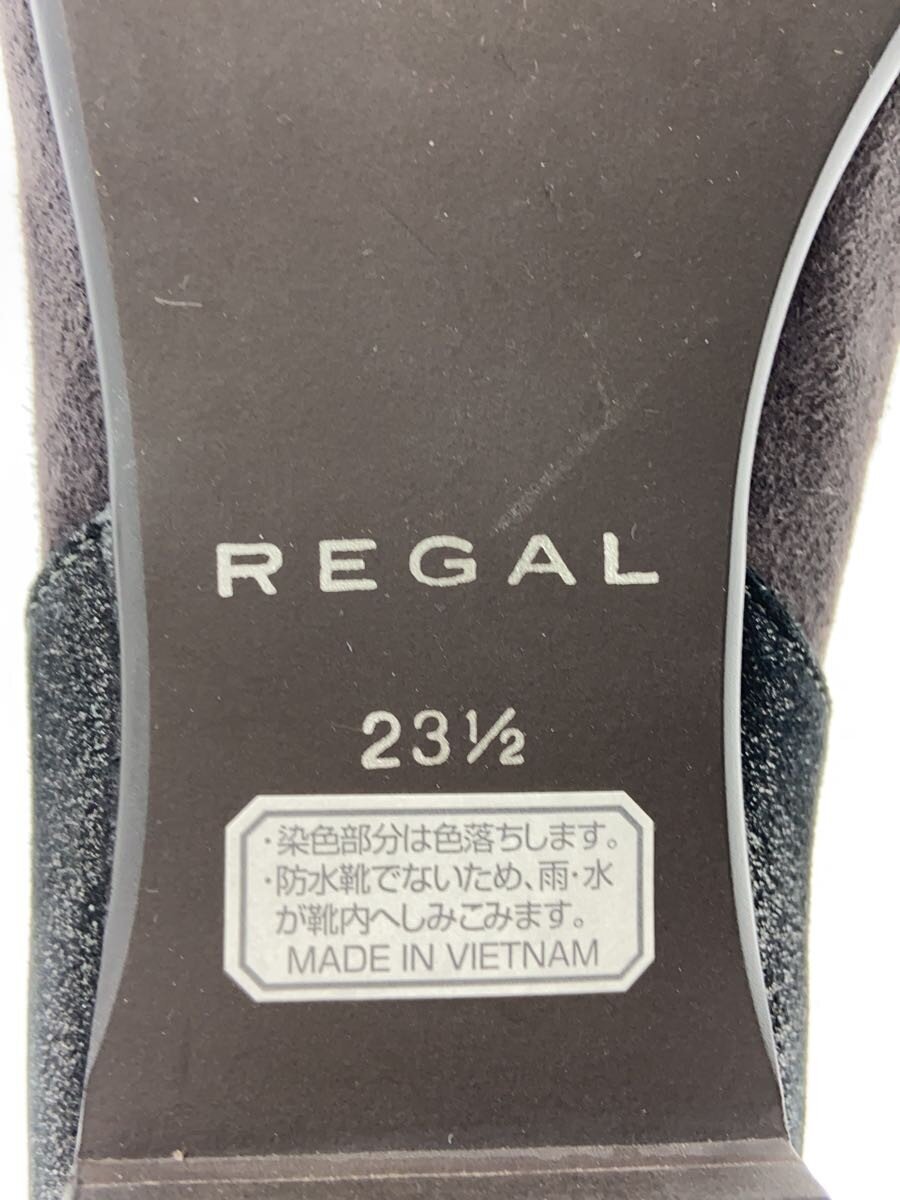 REGAL
23½
・染色部分は色落ちします。
・防水靴でないため、雨・水
が靴内へしみこみます。
MADE IN VIETNAM